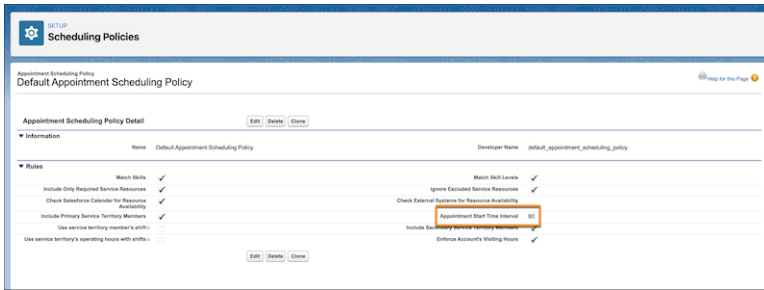 SETUP
Scheduling Policies
Appointment Scheduling Policy
Default Appointment Scheduling Policy
Help for this Page
Appointment Scheduling Policy Detail
Edit Delete Clone
Information
Name Default Appointment Scheduling Policy Developer Name default_appointment_scheduling_policy
Rules
Match Skills Match Skill Levels
Include Only Required Service Resources Ignore Excluded Service Resources
Check Salesforce Calendar for Resource Availability Check External Systems for Resource Availability
Include Primary Service Territory Members Appointment Start Time Interval 60
Use service territory member's shifts Include Secondary Service Territory Members
Use service territory's operating hours with shifts Enforce Account's Visiting Hours
Edit Delete Clone